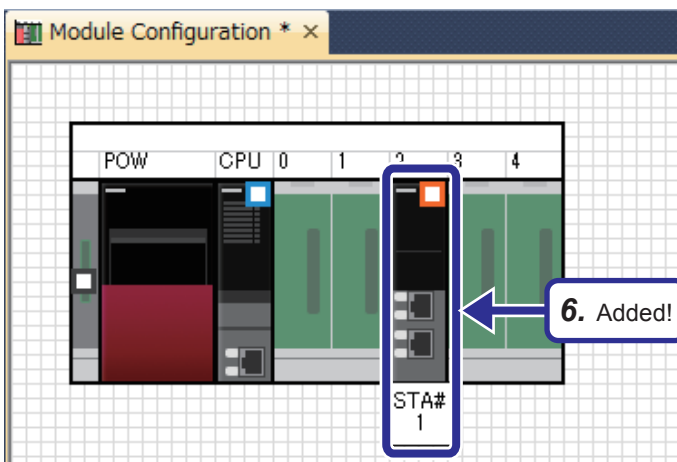 Module Configuration * ×
POW CPU 0 1 2 3 4
6. Added!
STA#
1